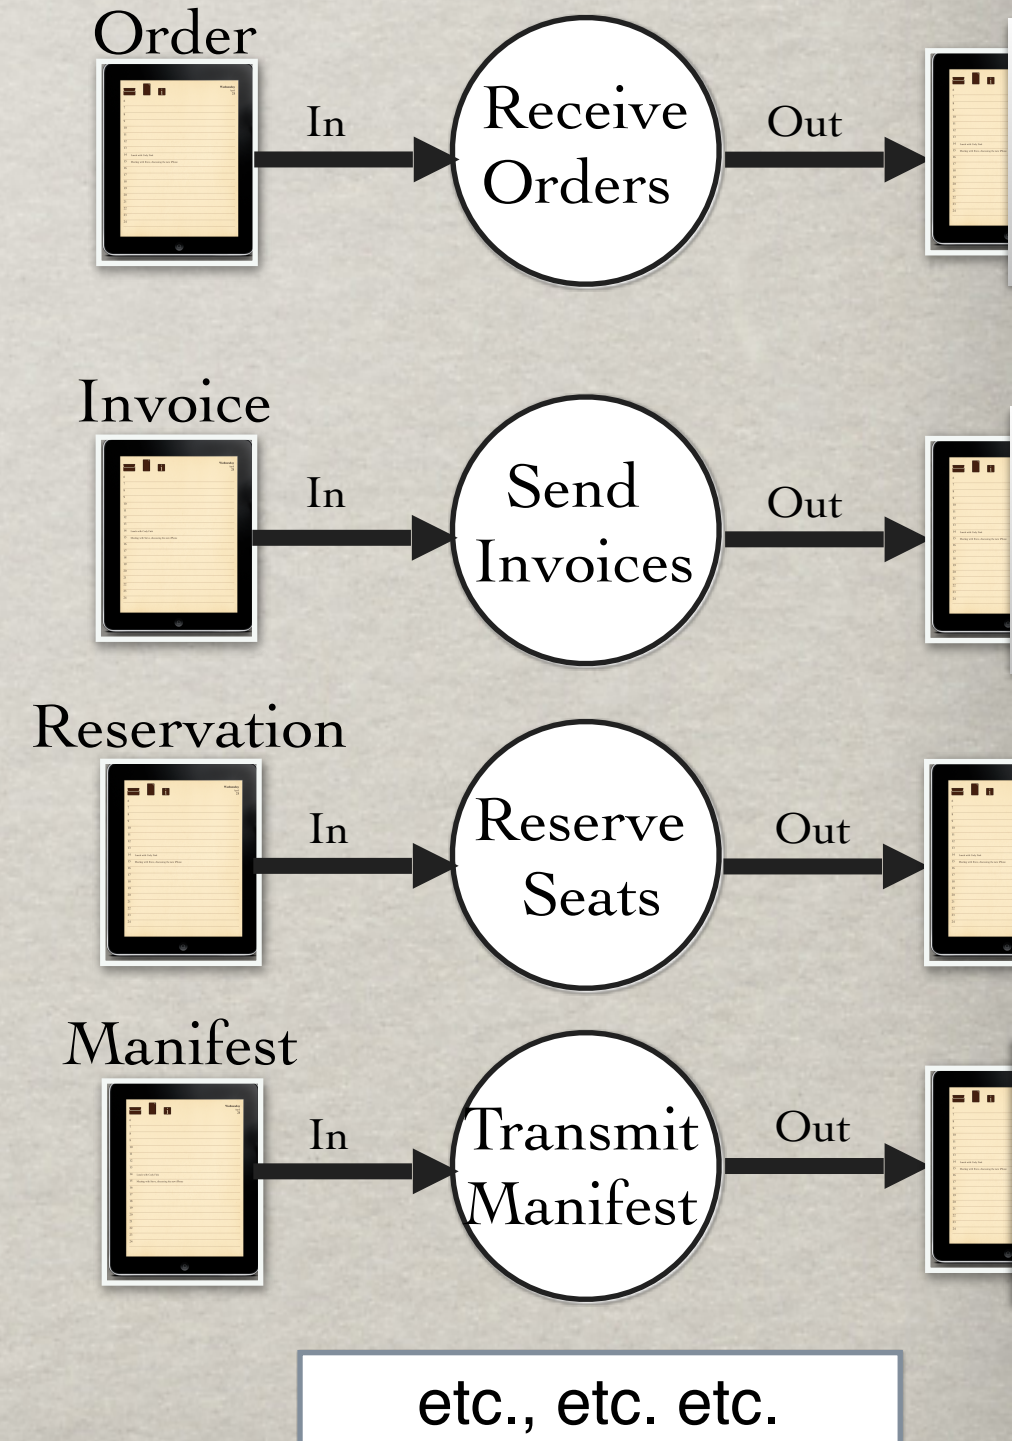 Order
In
Receive
Orders
Out
Invoice
In
Send
Invoices
Out
Reservation
In
Reserve
Seats
Out
Manifest
In
Transmit
Manifest
Out
etc., etc. etc.